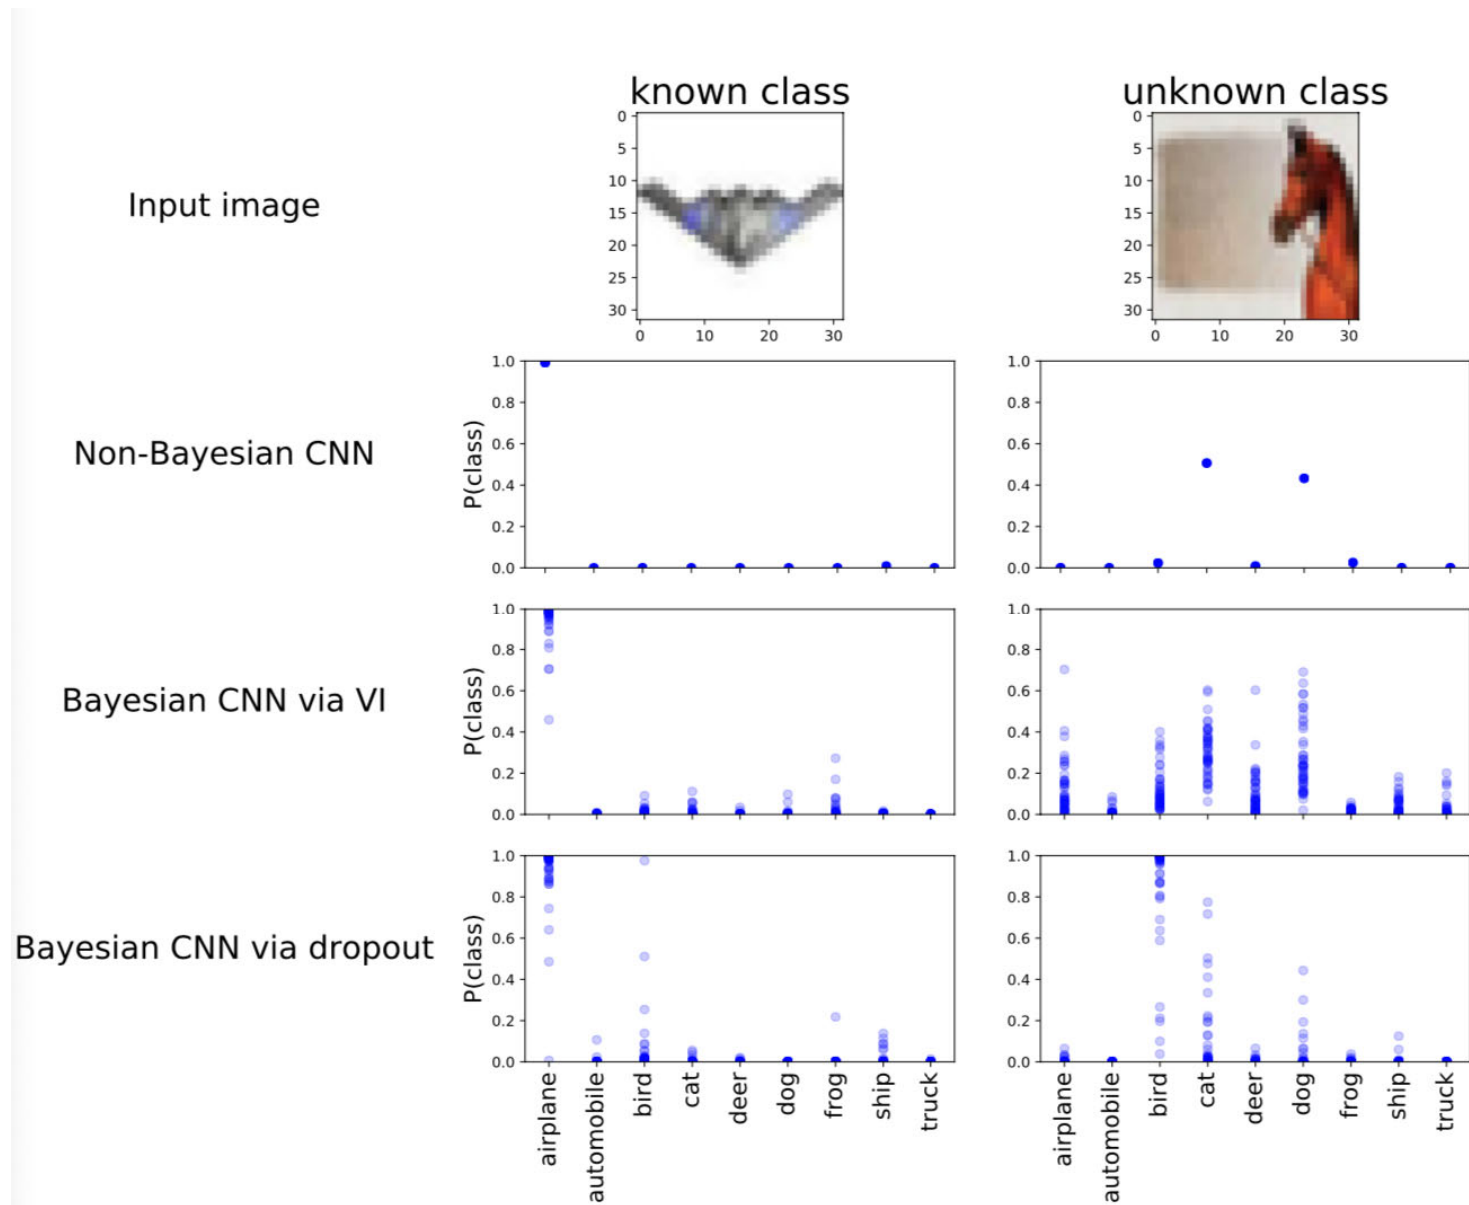 known class
unknown class
0
5
10
15
20
25
30
0 10 20 30
0
5
10
15
20
25
30
0 10 20 30
Input image
Non-Bayesian CNN
P(class)
1.0
0.8
0.6
0.4
0.2
0.0
1.0
0.8
0.6
0.4
0.2
0.0
Bayesian CNN via VI
P(class)
1.0
0.8
0.6
0.4
0.2
0.0
1.0
0.8
0.6
0.4
0.2
0.0
Bayesian CNN via dropout
P(class)
1.0
0.8
0.6
0.4
0.2
0.0
1.0
0.8
0.6
0.4
0.2
0.0
airplane
automobile
bird
cat
deer
dog
frog
ship
truck
airplane
automobile
bird
cat
deer
dog
frog
ship
truck